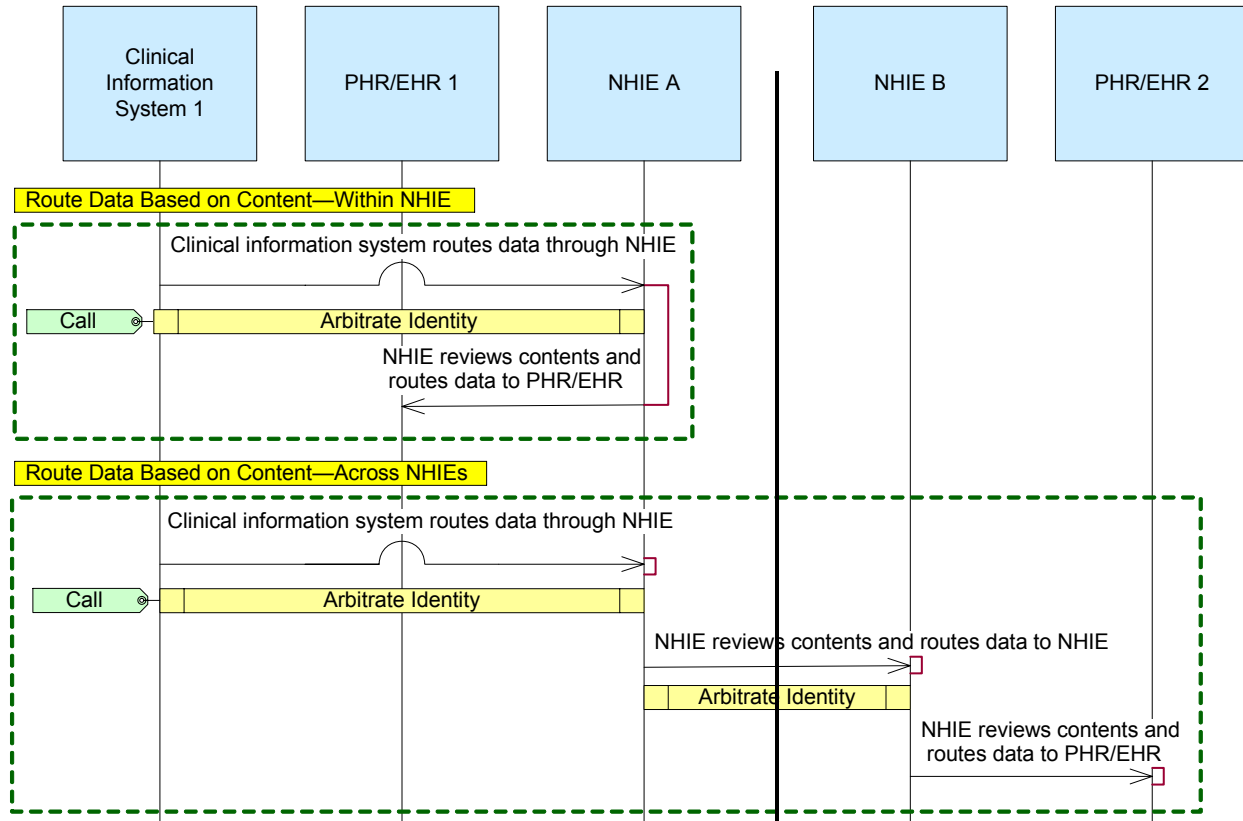 Clinical
Information
System 1
PHR/EHR 1
NHIE A
NHIE B
PHR/EHR 2
Route Data Based on Content—Within NHIE
Clinical information system routes data through NHIE
Call
Arbitrate Identity
NHIE reviews contents and
routes data to PHR/EHR
Route Data Based on Content—Across NHIEs
Clinical information system routes data through NHIE
Call
Arbitrate Identity
NHIE reviews contents and routes data to NHIE
Arbitrate Identity
NHIE reviews contents and
routes data to PHR/EHR